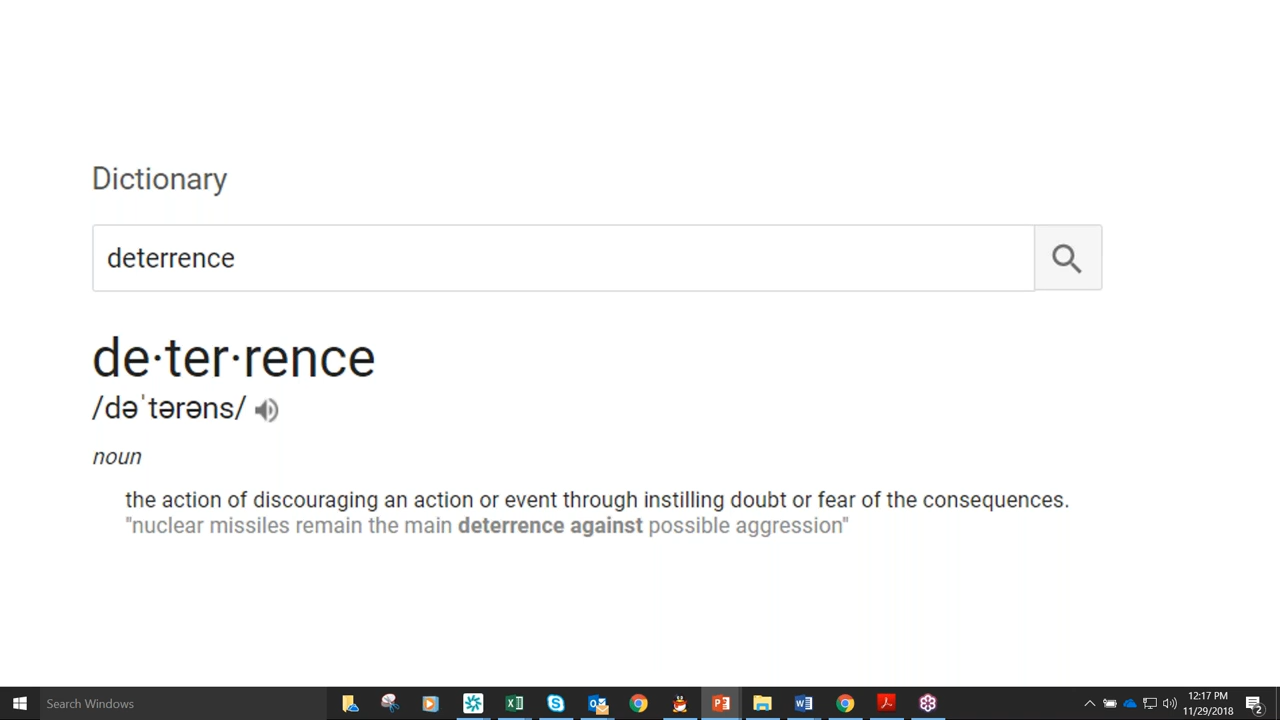 Dictionary
deterrence
de·ter·rence
/dəˈtərəns/
noun
the action of discouraging an action or event through instilling doubt or fear of the consequences.
"nuclear missiles remain the main deterrence against possible aggression"
Search Windows
12:17 PM
11/29/2018
2